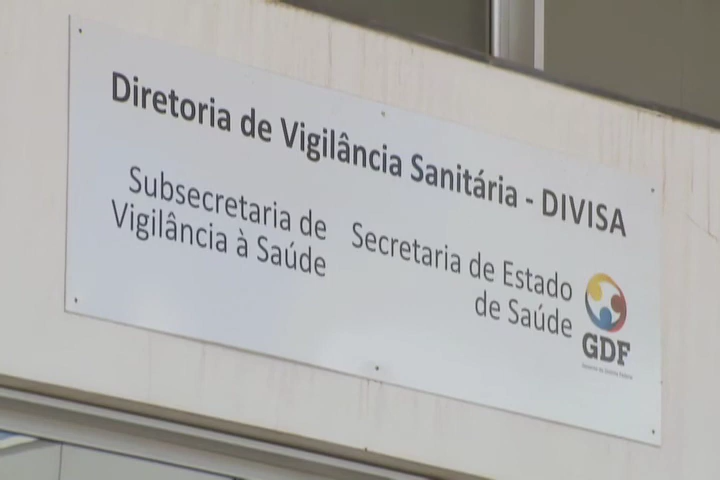 Diretoria de Vigilância Sanitária - DIVISA
Subsecretaria de
Vigilância à Saúde
Secretaria de Estado
de Saúde
GDF